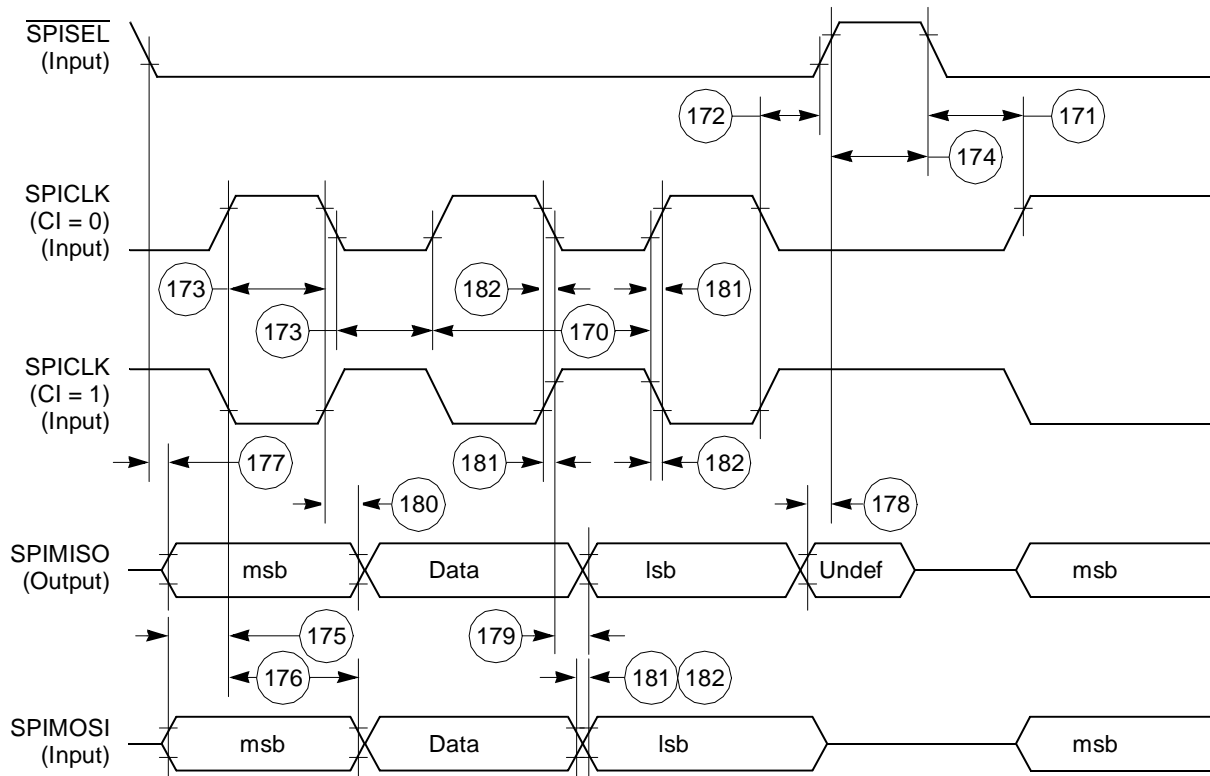 SPISEL
(Input)
172
171
174
SPICLK
(CI = 0)
(Input)
173
182
181
173
170
SPICLK
(CI = 1)
(Input)
177
181
182
180
178
SPIMISO
(Output)
msb
Data
lsb
Undef
msb
175
179
176
181
182
SPIMOSI
(Input)
msb
Data
lsb
msb